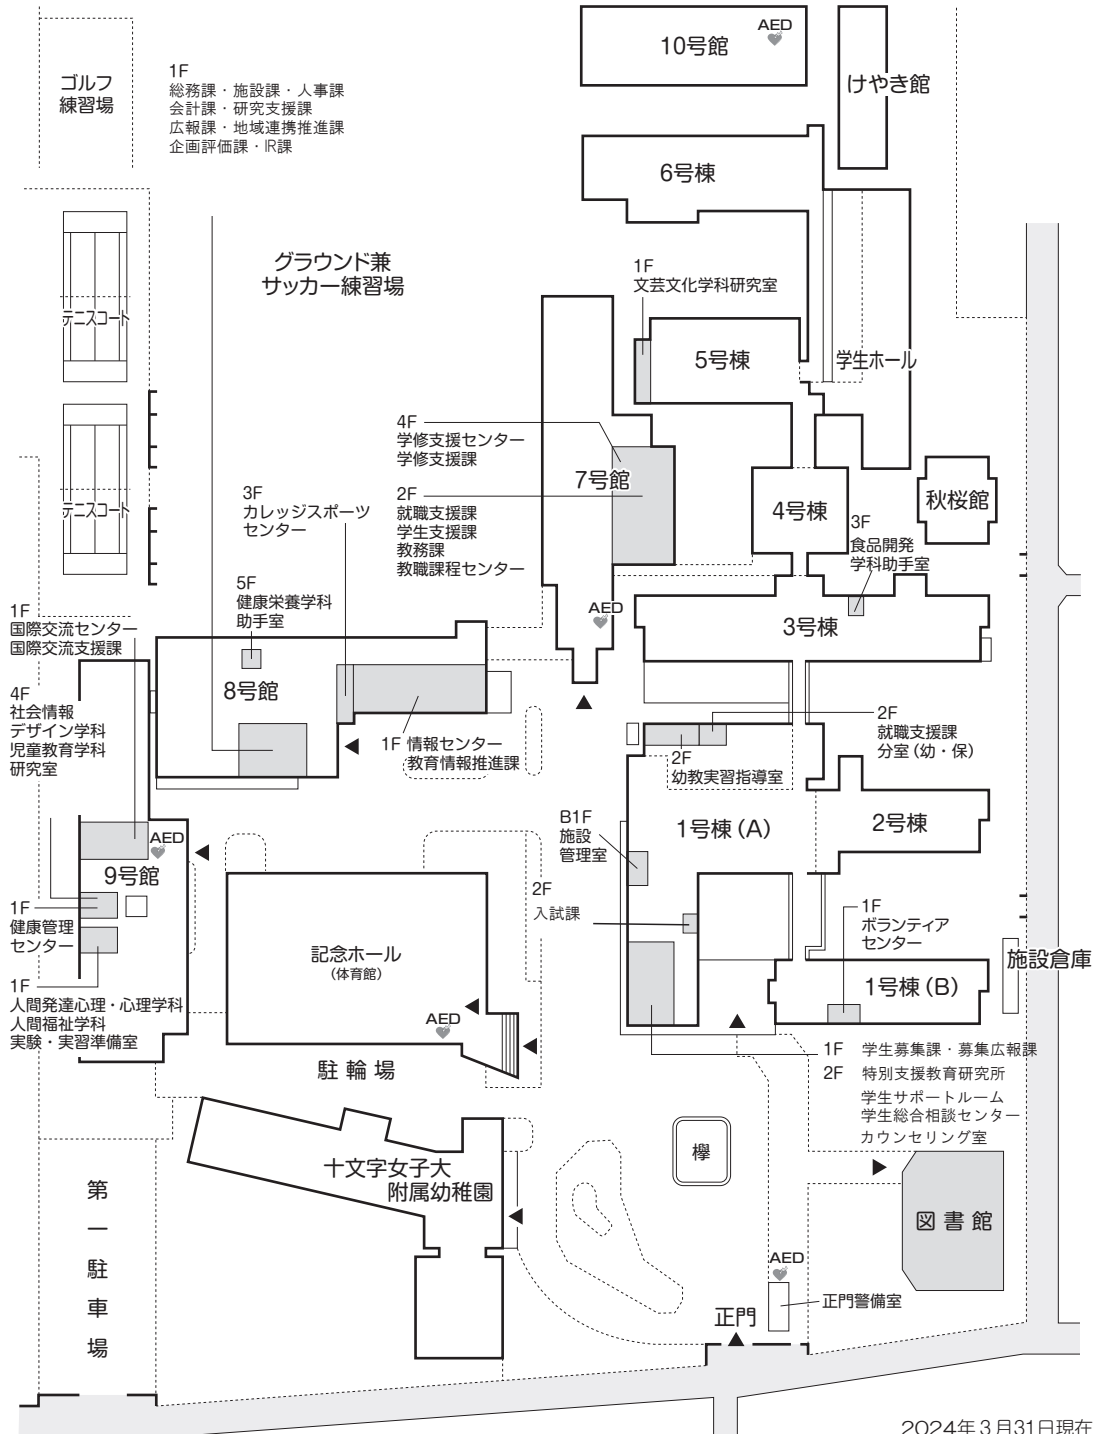 AED
10号館
けやき館
ゴルフ
練習場
1F
総務課・施設課・人事課
会計課・研究支援課
広報課・地域連携推進課
企画評価課・IR課
6号棟
グラウンド兼
サッカー練習場
1F
文芸文化学科研究室
テニスコート
5号棟
学生ホール
4F
学修支援センター
学修支援課
7号館
2F
就職支援課
学生支援課
教務課
教職課程センター
3F
カレッジスポーツ
センター
テニスコート
4号棟
秋桜館
3F
食品開発
学科助手室
5F
健康栄養学科
助手室
AED
3号棟
1F
国際交流センター
国際交流支援課
8号館
4F
社会情報
デザイン学科
児童教育学科
研究室
1F 情報センター
教育情報推進課
2F
就職支援課
分室(幼・保)
2F
幼教実習指導室
B1F
施設
管理室
1号棟(A)
2号棟
AED
9号館
2F
入試課
1F
健康管理
センター
1F
ボランティア
センター
記念ホール
(体育館)
施設倉庫
1号棟(B)
1F
人間発達心理・心理学科
人間福祉学科
実験・実習準備室
AED
駐輪場
1F 学生募集課・募集広報課
2F 特別支援教育研究所
学生サポートルーム
学生総合相談センター
カウンセリング室
欅
十文字女子大
附属幼稚園
第一駐車場
図書館
AED
正門警備室
正門
2024年3月31日現在